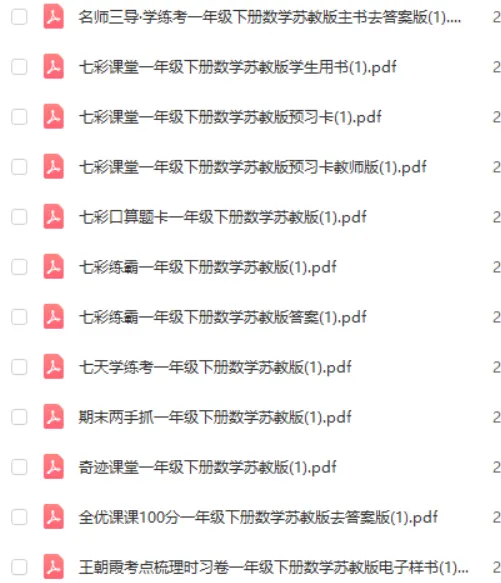 名师三导·学练考一年级下册数学苏教版主书去答案版(1).... 2
七彩课堂一年级下册数学苏教版学生用书(1).pdf 2
七彩课堂一年级下册数学苏教版预习卡(1).pdf 2
七彩课堂一年级下册数学苏教版预习卡教师版(1).pdf 2
七彩口算题卡一年级下册数学苏教版(1).pdf 2
七彩练霸一年级下册数学苏教版(1).pdf 2
七彩练霸一年级下册数学苏教版答案(1).pdf 2
七天学练考一年级下册数学苏教版(1).pdf 2
期末两手抓一年级下册数学苏教版(1).pdf 2
奇迹课堂一年级下册数学苏教版(1).pdf 2
全优课课100分一年级下册数学苏教版去答案版(1).pdf 2
王朝霞考点梳理时习卷一年级下册数学苏教版电子样书(1)... 2